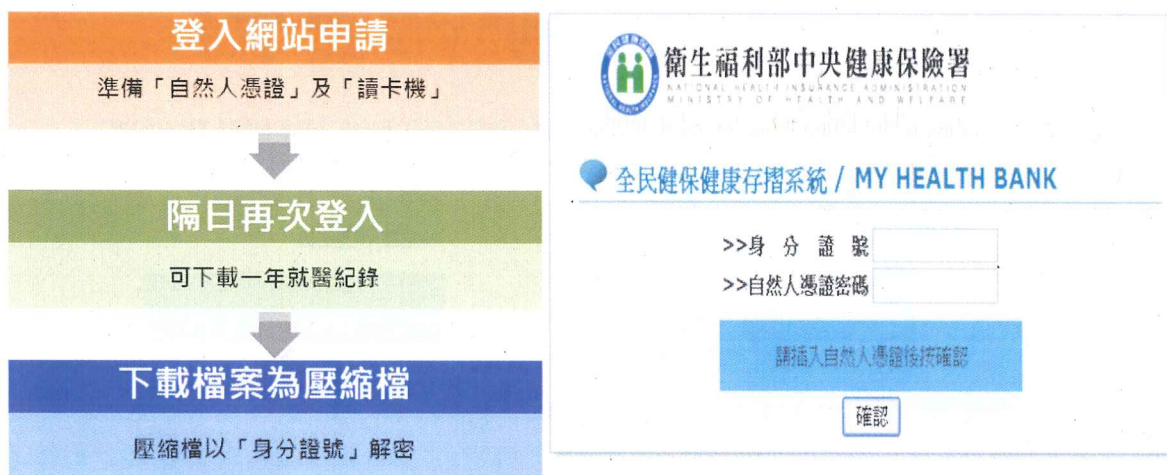 登入網站申請
準備「自然人憑證」及「讀卡機」
隔日再次登入
可下載一年就醫紀錄
下載檔案為壓縮檔
壓縮檔以「身分證號」解密
衛生福利部中央健康保險署
NATIONAL HEALTH INSURANCE ADMINISTRATION
MINISTRY OF HEALTH AND WELFARE
全民健保健康存摺系統 / MY HEALTH BANK
>>身 分 證 號
>>自然人憑證密碼
請插入自然人憑證後按確認
確認